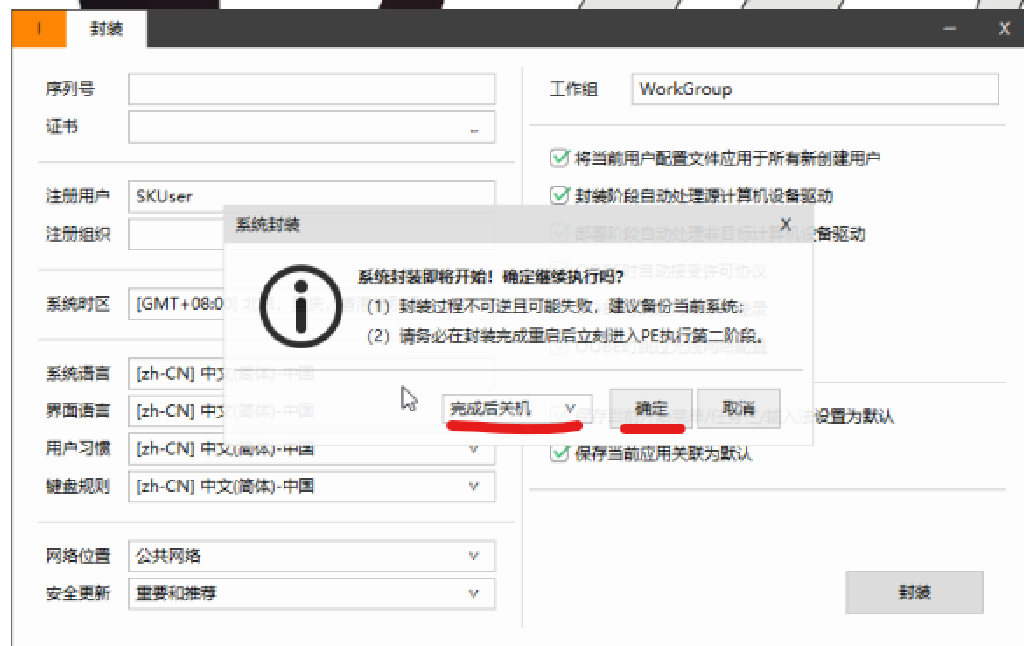 I 封装
序列号
证书 ..
注册用户 SKUser
注册组织
系统时区 [GMT+08:00]
系统语言 [zh-CN] 中文(简体)-中国
界面语言 [zh-CN] 中文(简体)-中国
用户习惯 [zh-CN] 中文(简体)-中国
键盘规则 [zh-CN] 中文(简体)-中国
网络位置 公共网络
安全更新 重要和推荐
工作组 WorkGroup
将当前用户配置文件应用于所有新创建用户
封装阶段自动处理源计算机设备驱动
部署阶段自动处理非目标计算机设备驱动
自动接受许可协议
设置为默认
保存当前应用关联为默认
封装
系统封装 X
系统封装即将开始！确定继续执行吗？
（1）封装过程不可逆且可能失败，建议备份当前系统；
（2）请务必在封装完成重启后立刻进入PE执行第二阶段。
完成后关机 确定 取消